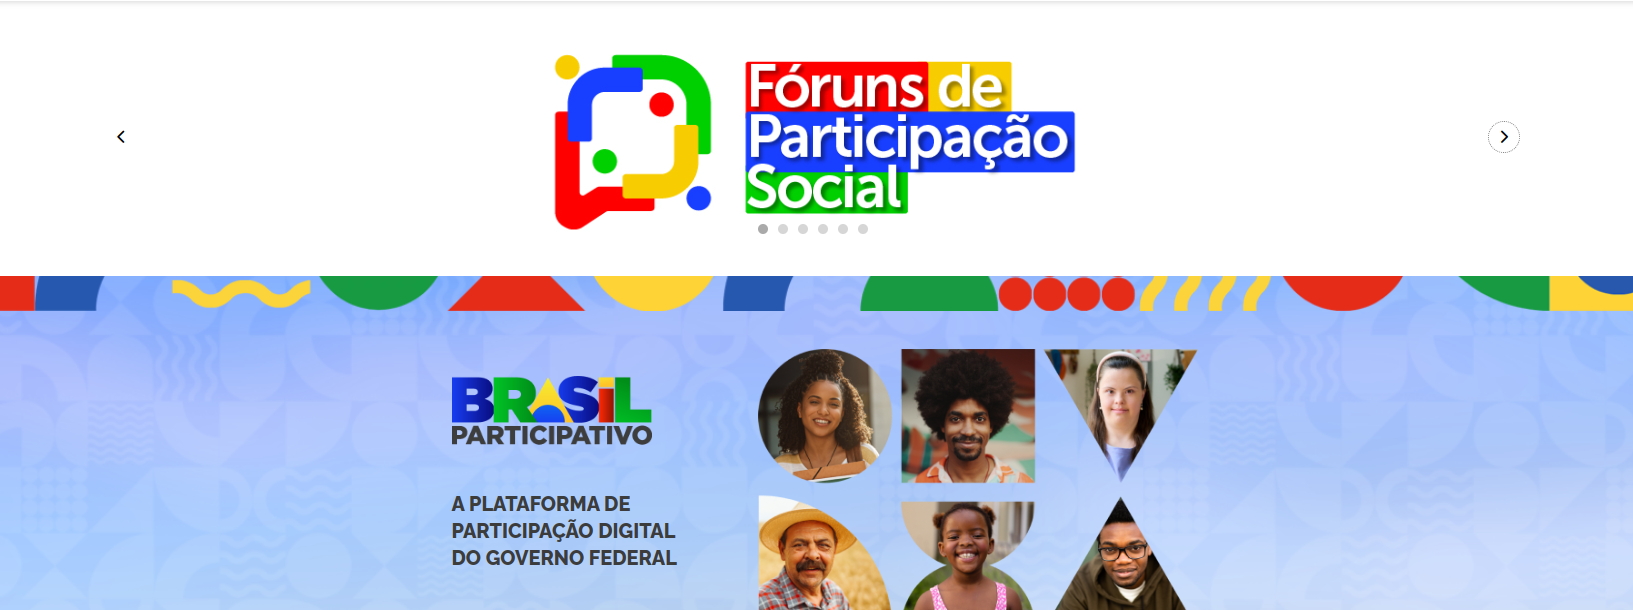 Fóruns de
Participação
Social
BRASiL
PARTICIPATIVO
A PLATAFORMA DE
PARTICIPAÇÃO DIGITAL
DO GOVERNO FEDERAL